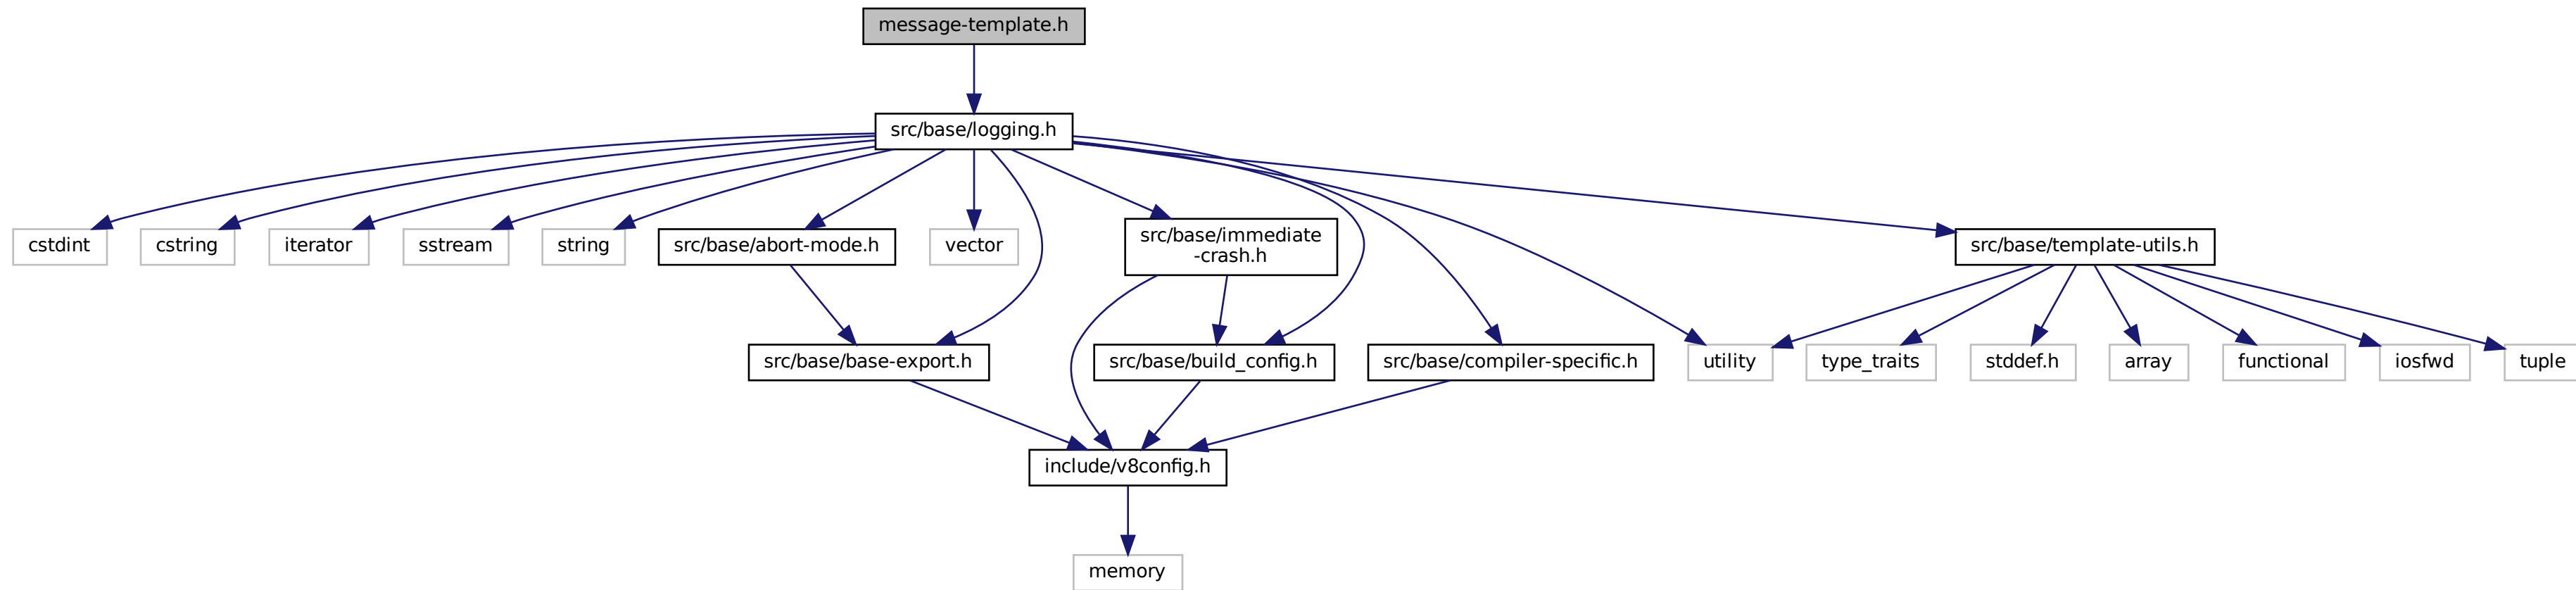 message-template.h
src/base/logging.h
cstdint
cstring
iterator
sstream
string
src/base/abort-mode.h
vector
src/base/immediate
-crash.h
src/base/template-utils.h
src/base/base-export.h
src/base/build_config.h
src/base/compiler-specific.h
utility
type_traits
stddef.h
array
functional
iosfwd
tuple
include/v8config.h
memory